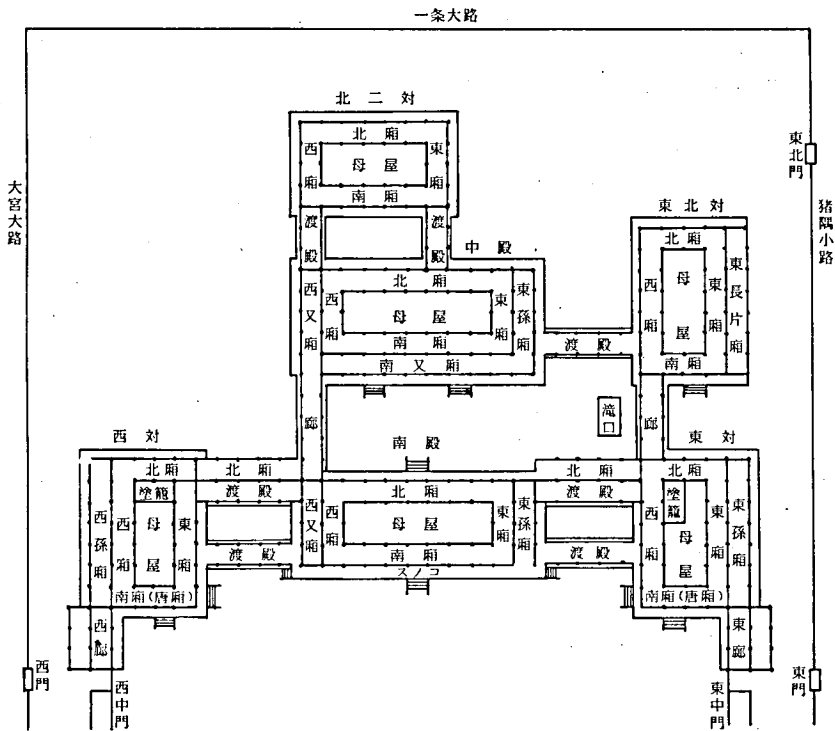 一条大路
大宮大路
猪隅小路
東北門
北二対
北廂
西廂
母屋
東廂
南廂
渡殿
渡殿
中殿
北廂
西又廂
西廂
母屋
東廂
東孫廂
南廂
南又廂
渡殿
東北対
北廂
西廂
母屋
東廂
東長片廂
南廂
滝口
廊
廊
南殿
西対
北廂
北廂
塗籠
渡殿
西孫廂
西廂
母屋
東廂
渡殿
南廂(唐廂)
西廊
西又廂
西廂
北廂
母屋
東廂
東孫廂
南廂
スノコ
東対
北廂
北廂
渡殿
塗籠
西廂
母屋
東廂
東孫廂
渡殿
南廂(唐廂)
東廊
西門
西中門
東中門
東門